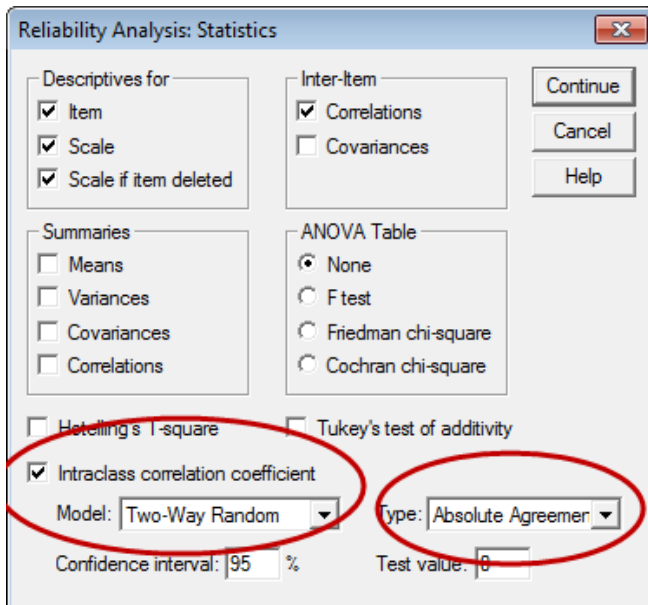 Reliability Analysis: Statistics
Descriptives for
Item
Scale
Scale if item deleted
Inter-Item
Correlations
Covariances
Continue
Cancel
Help
Summaries
Means
Variances
Covariances
Correlations
ANOVA Table
None
F test
Friedman chi-square
Cochran chi-square
Hotelling's T-square
Tukey's test of additivity
Intraclass correlation coefficient
Model: Two-Way Random
Type: Absolute Agreemen
Confidence interval: 95 %
Test value: 0